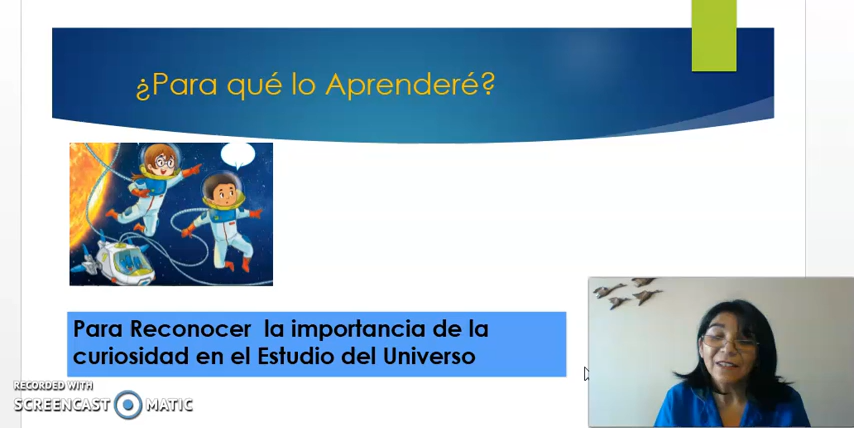 ¿Para qué lo Aprenderé?
Para Reconocer la importancia de la
curiosidad en el Estudio del Universo
RECORDED WITH
SCREENCAST MATIC